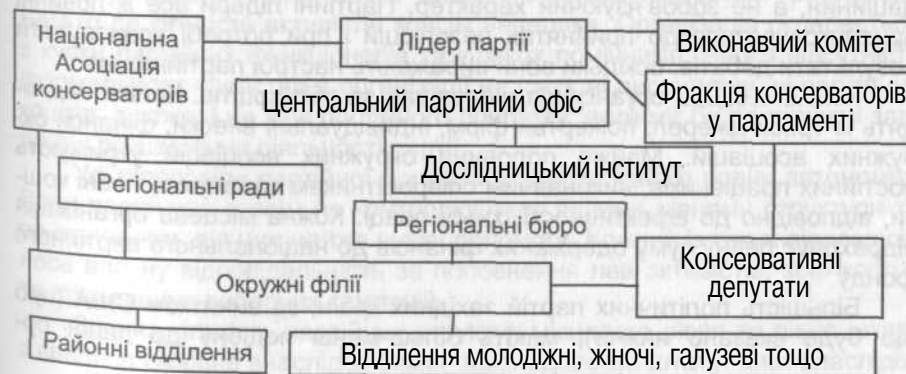 Національна
Асоціація
консерваторів
Лідер партії
Виконавчий комітет
Центральний партійний офіс
Фракція консерваторів
у парламенті
Дослідницький інститут
Регіональні ради
Регіональні бюро
Консервативні
депутати
Окружні філії
Районні відділення
Відділення молодіжні, жіночі, галузеві тощо